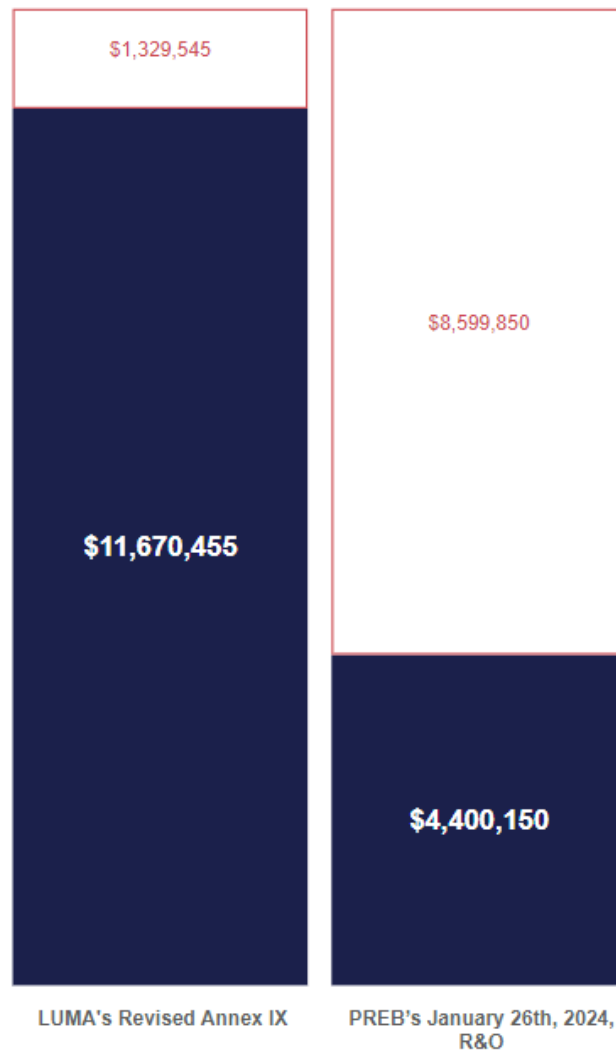 $1,329,545
$8,599,850
$11,670,455
$4,400,150
LUMA's Revised Annex IX
PREB's January 26th, 2024,
R&O